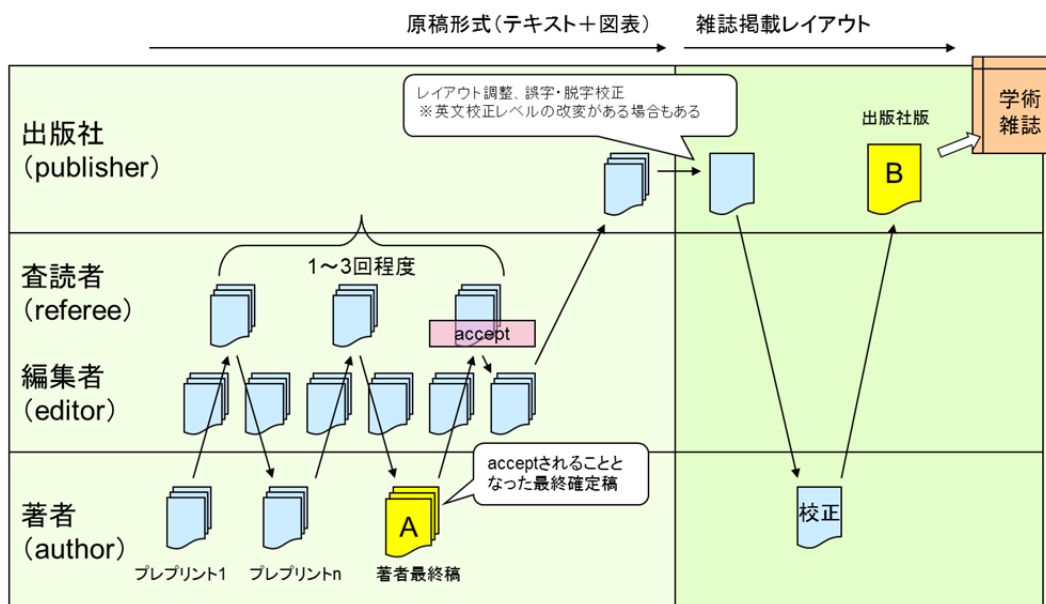 原稿形式（テキスト＋図表）
雑誌掲載レイアウト
レイアウト調整、誤字・脱字校正
※英文校正レベルの改変がある場合もある
学術
雑誌
出版社
(publisher)
出版社版
B
1～3回程度
査読者
(referee)
accept
編集者
(editor)
acceptされることと
なった最終確定稿
著者
(author)
A
校正
プレプリント1
プレプリントn
著者最終稿